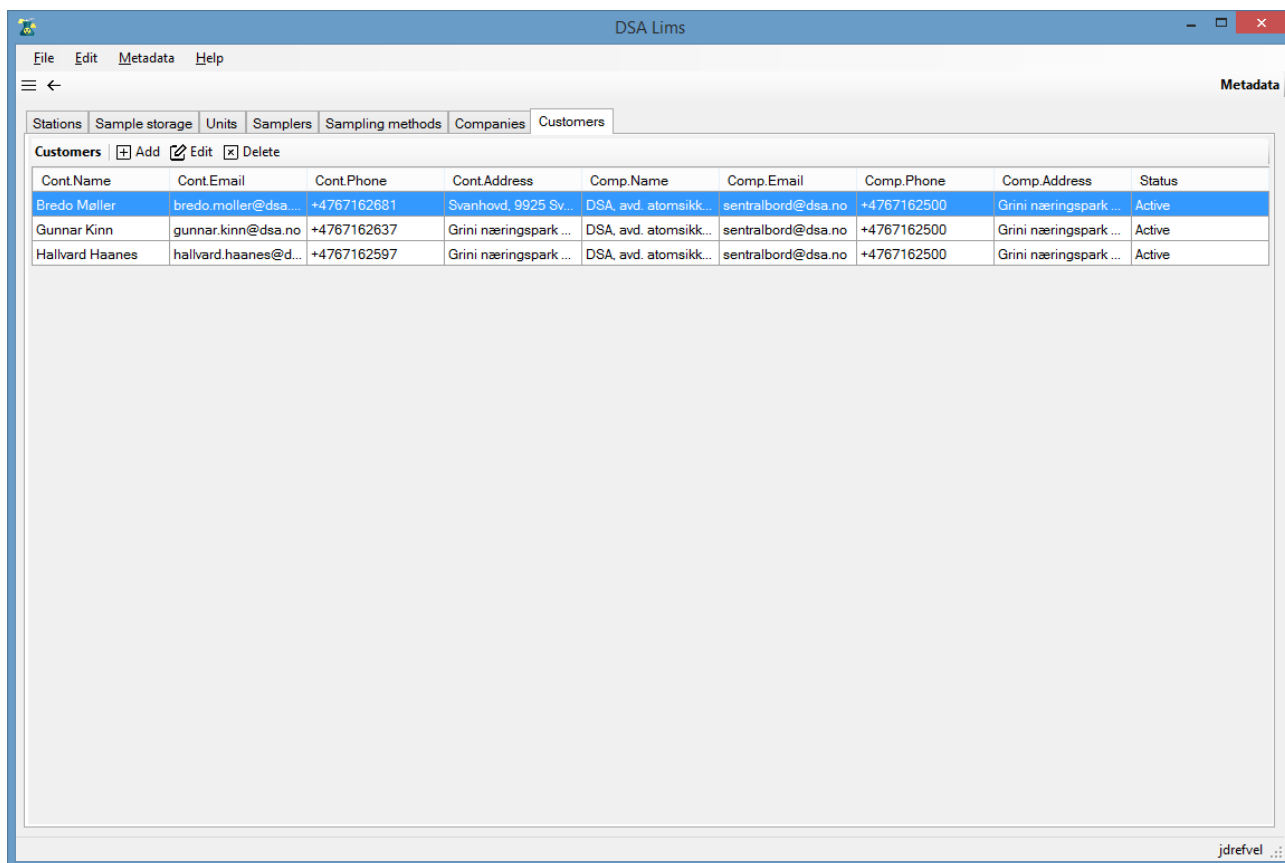 DSA Lims
File Edit Metadata Help
Metadata
Stations Sample storage Units Samplers Sampling methods Companies Customers
Customers Add Edit Delete
Cont.Name Cont.Email Cont.Phone Cont.Address Comp.Name Comp.Email Comp.Phone Comp.Address Status
Bredo Møller bredo.moller@dsa.... +4767162681 Svanhovd, 9925 Sv... DSA, avd. atomsikk... sentralbord@dsa.no +4767162500 Grini næringspark ... Active
Gunnar Kinn gunnar.kinn@dsa.no +4767162637 Grini næringspark ... DSA, avd. atomsikk... sentralbord@dsa.no +4767162500 Grini næringspark ... Active
Hallvard Haanes hallvard.haanes@d... +4767162597 Grini næringspark ... DSA, avd. atomsikk... sentralbord@dsa.no +4767162500 Grini næringspark ... Active
jdrefvel